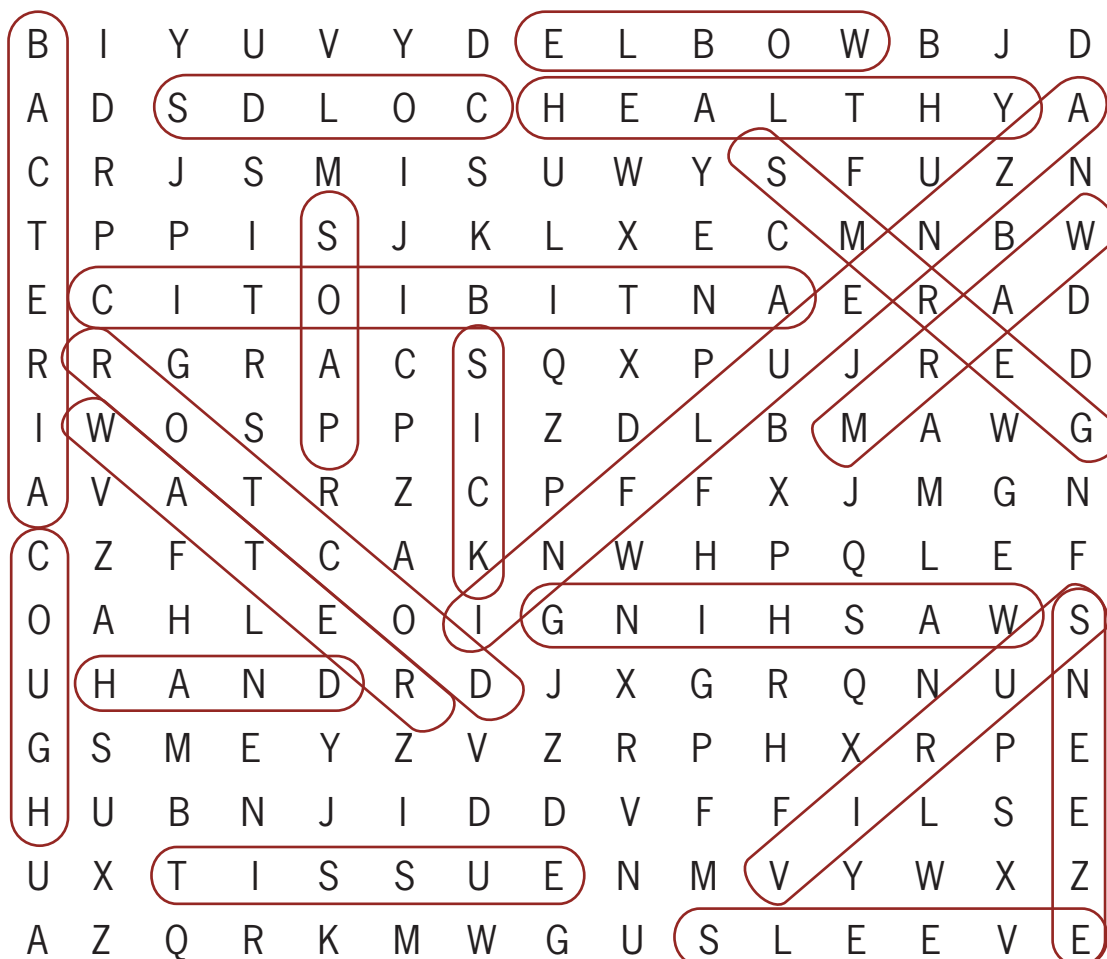 B I Y U V Y D E L B O W B J D
A D S D L O C H E A L T H Y A
C R J S M I S U W Y S F U Z N
T P P I S J K L X E C M N B W
E C I T O I B I T N A E R A D
R R G R A C S Q X P U J R E D
I W O S P P I Z D L B M A W G
A V A T R Z C P F F X J M G N
C Z F T C A K N W H P Q L E F
O A H L E O I G N I H S A W S
U H A N D R D J X G R Q N U N
G S M E Y Z V Z R P H X R P E
H U B N J I D D V F F I L S E
U X T I S S U E N M V Y W X Z
A Z Q R K M W G U S L E E V E